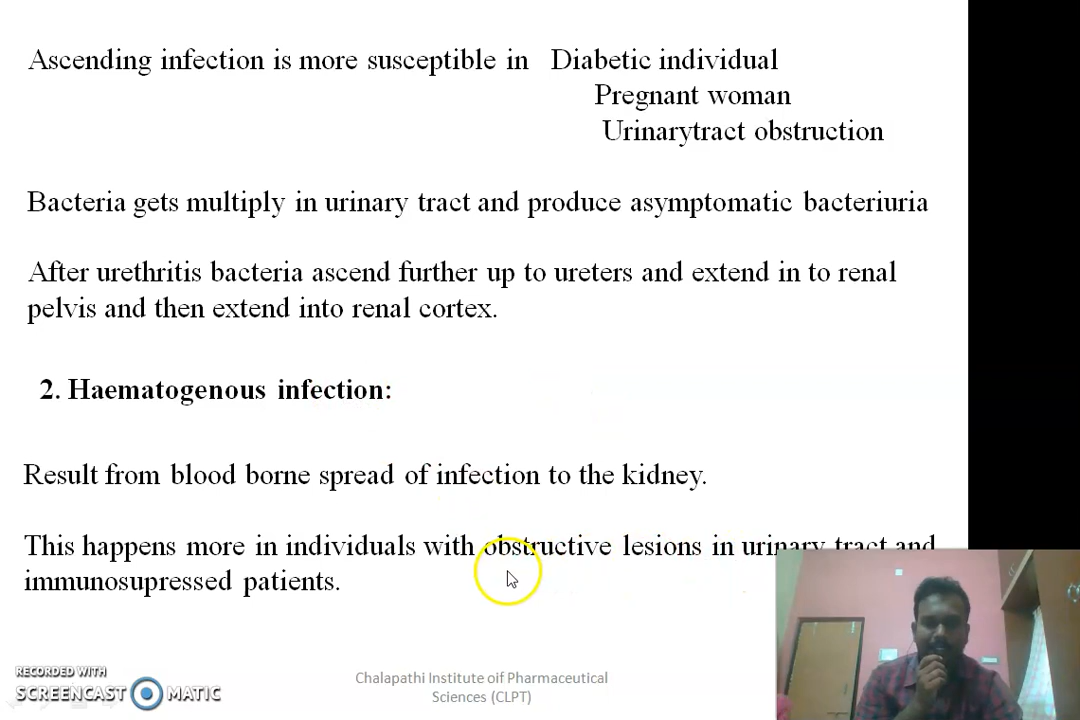 Ascending infection is more susceptible in Diabetic individual
Pregnant woman
Urinarytract obstruction
Bacteria gets multiply in urinary tract and produce asymptomatic bacteriuria
After urethritis bacteria ascend further up to ureters and extend in to renal
pelvis and then extend into renal cortex.
2. Haematogenous infection:
Result from blood borne spread of infection to the kidney.
This happens more in individuals with obstructive lesions in urinary tract and
immunosupressed patients.
RECORDED WITH
SCREENCAST MATIC
Chalapathi Institute oif Pharmaceutical
Sciences (CLPT)